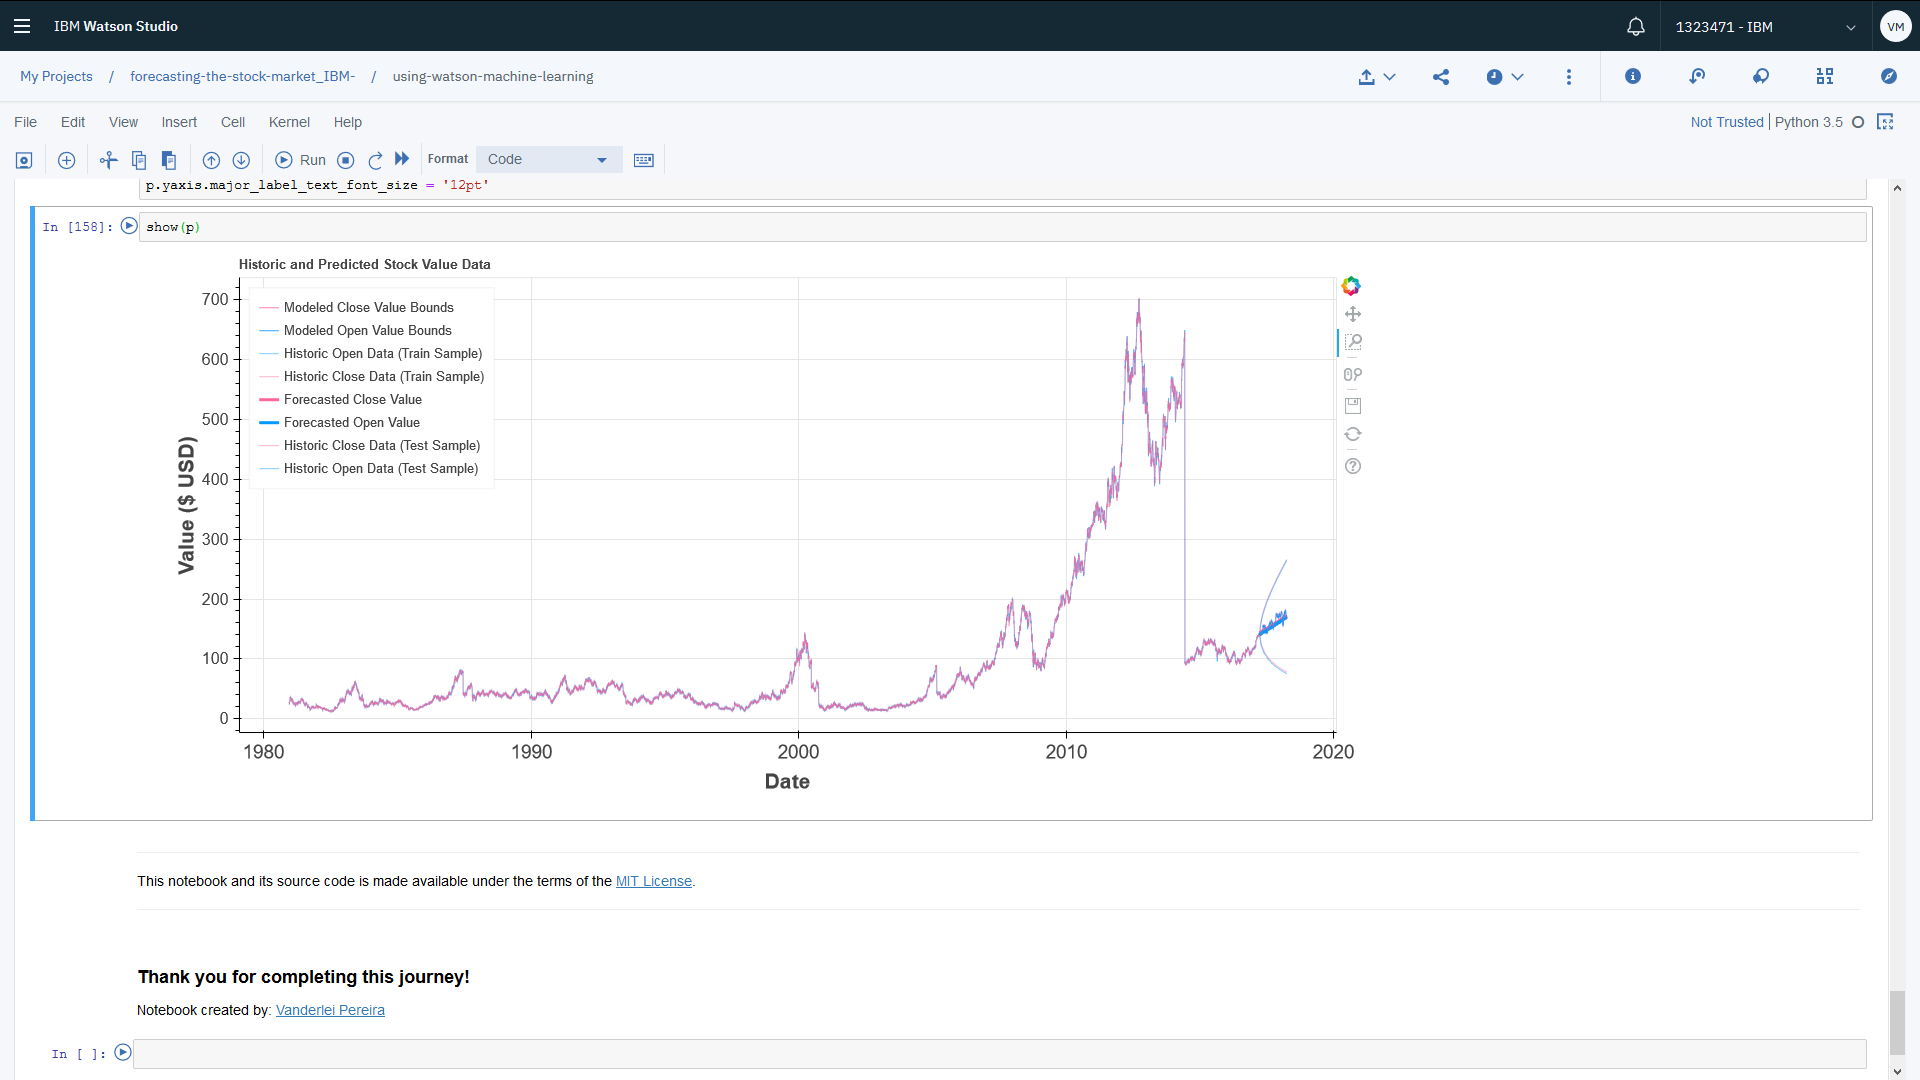 IBM Watson Studio
1323471 - IBM
VM
My Projects / forecasting-the-stock-market_IBM- / using-watson-machine-learning
File Edit View Insert Cell Kernel Help
Not Trusted Python 3.5
Run
Format
Code
p.yaxis.major_label_text_font_size = '12pt'
In [158]:
show(p)
Historic and Predicted Stock Value Data
Modeled Close Value Bounds
Modeled Open Value Bounds
Historic Open Data (Train Sample)
Historic Close Data (Train Sample)
Forecasted Close Value
Forecasted Open Value
Historic Close Data (Test Sample)
Historic Open Data (Test Sample)
Value ($ USD)
700
600
500
400
300
200
100
0
1980 1990 2000 2010 2020
Date
This notebook and its source code is made available under the terms of the MIT License.
Thank you for completing this journey!
Notebook created by: Vanderlei Pereira
In [ ]: